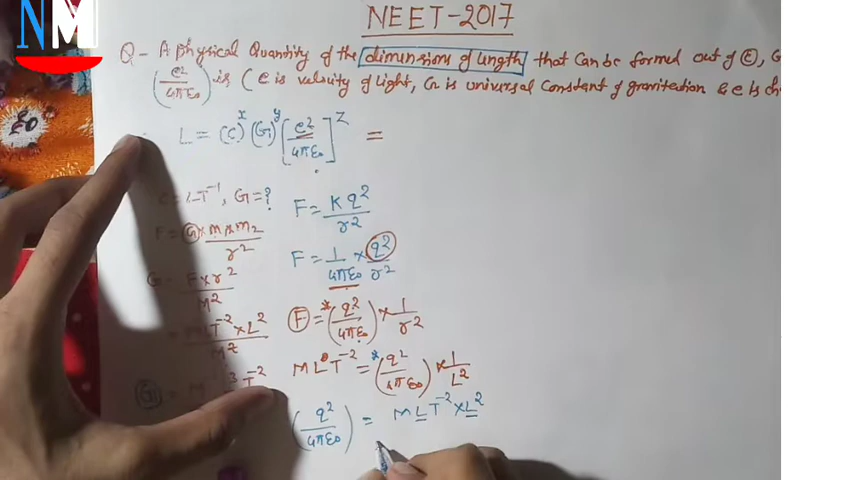 NM
NEET-2017
Q- A physical Quantity of the dimensions of length that can be formed out of c, G
(e²/4πε₀) is (c is velocity of light, G is universal constant of gravitation & e is ch
L = (c)^x (G)^y [e²/4πε₀]^z =
c = LT⁻¹, G = ?
F = G×m×m₂/r²
G = F×r²/M²
T⁻²×L²/M²
T⁻²
F = Kq²/r²
F = 1/4πε₀ × q²/r²
F = *(q²/4πε₀) × 1/r²
MLT⁻² = *(q²/4πε₀) × 1/L²
(q²/4πε₀) = MLT⁻²×L²